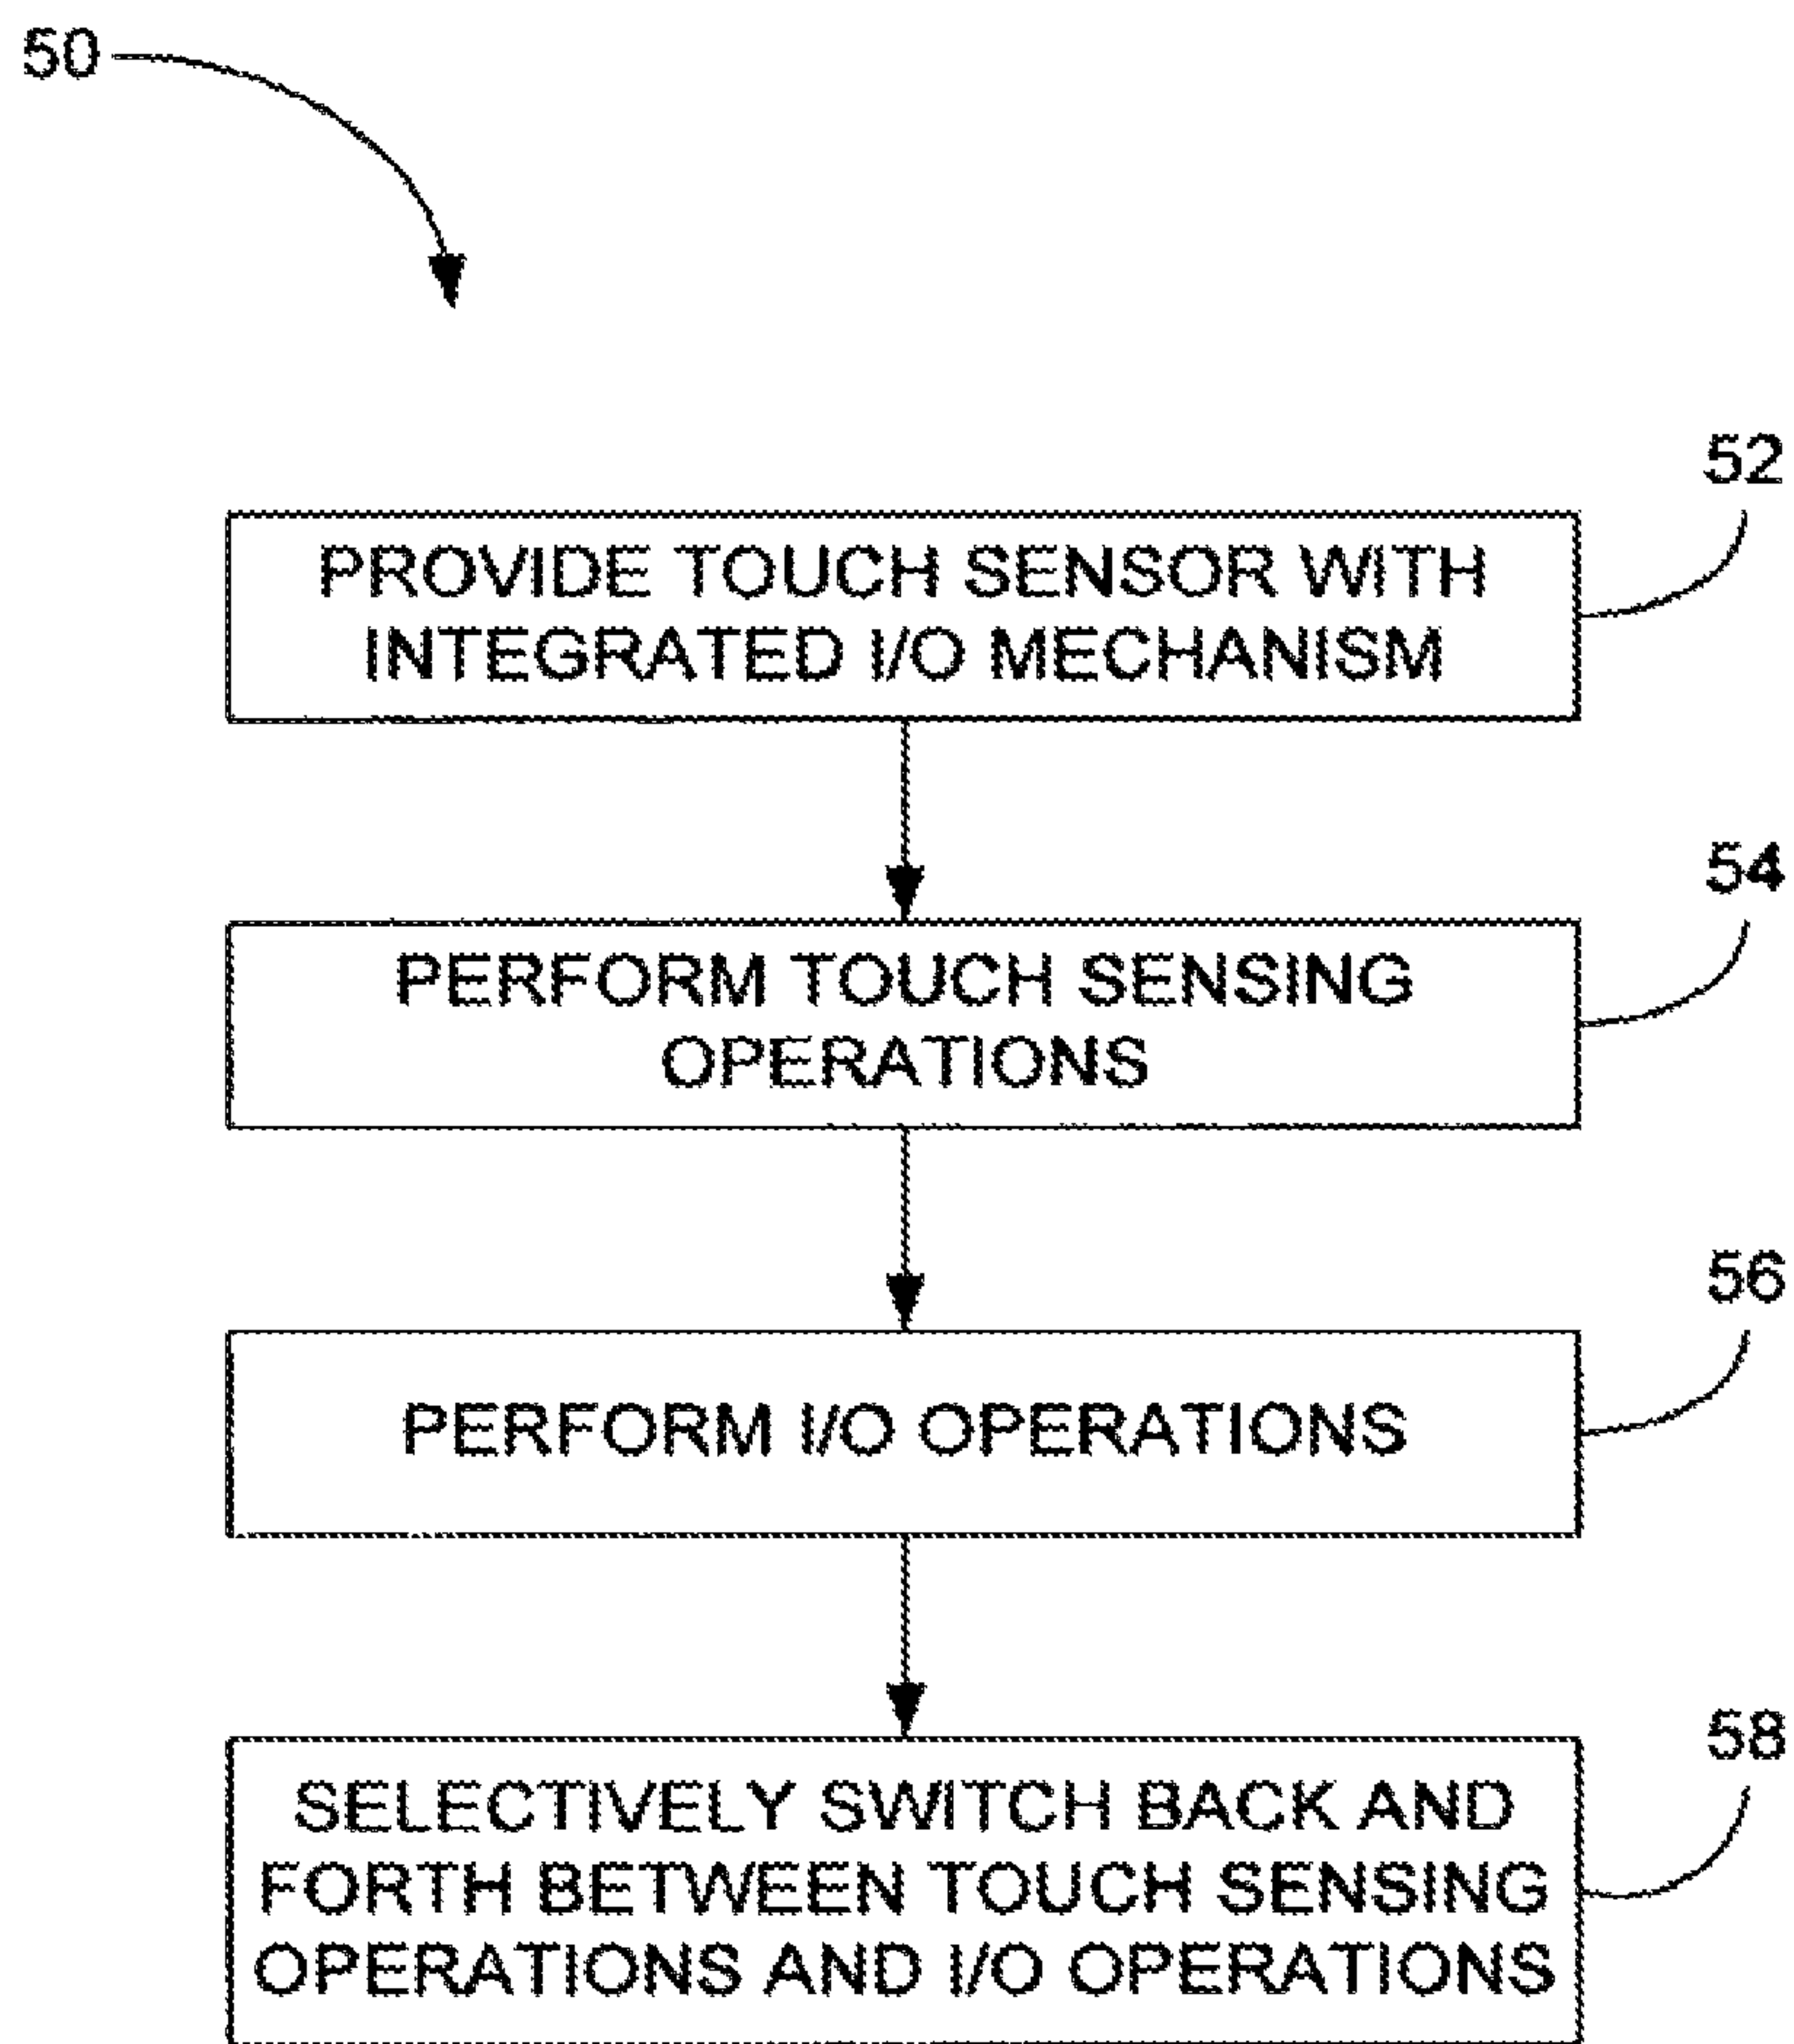 50
52
PROVIDE TOUCH SENSOR WITH
INTEGRATED I/O MECHANISM
54
PERFORM TOUCH SENSING
OPERATIONS
56
PERFORM I/O OPERATIONS
58
SELECTIVELY SWITCH BACK AND
FORTH BETWEEN TOUCH SENSING
OPERATIONS AND I/O OPERATIONS